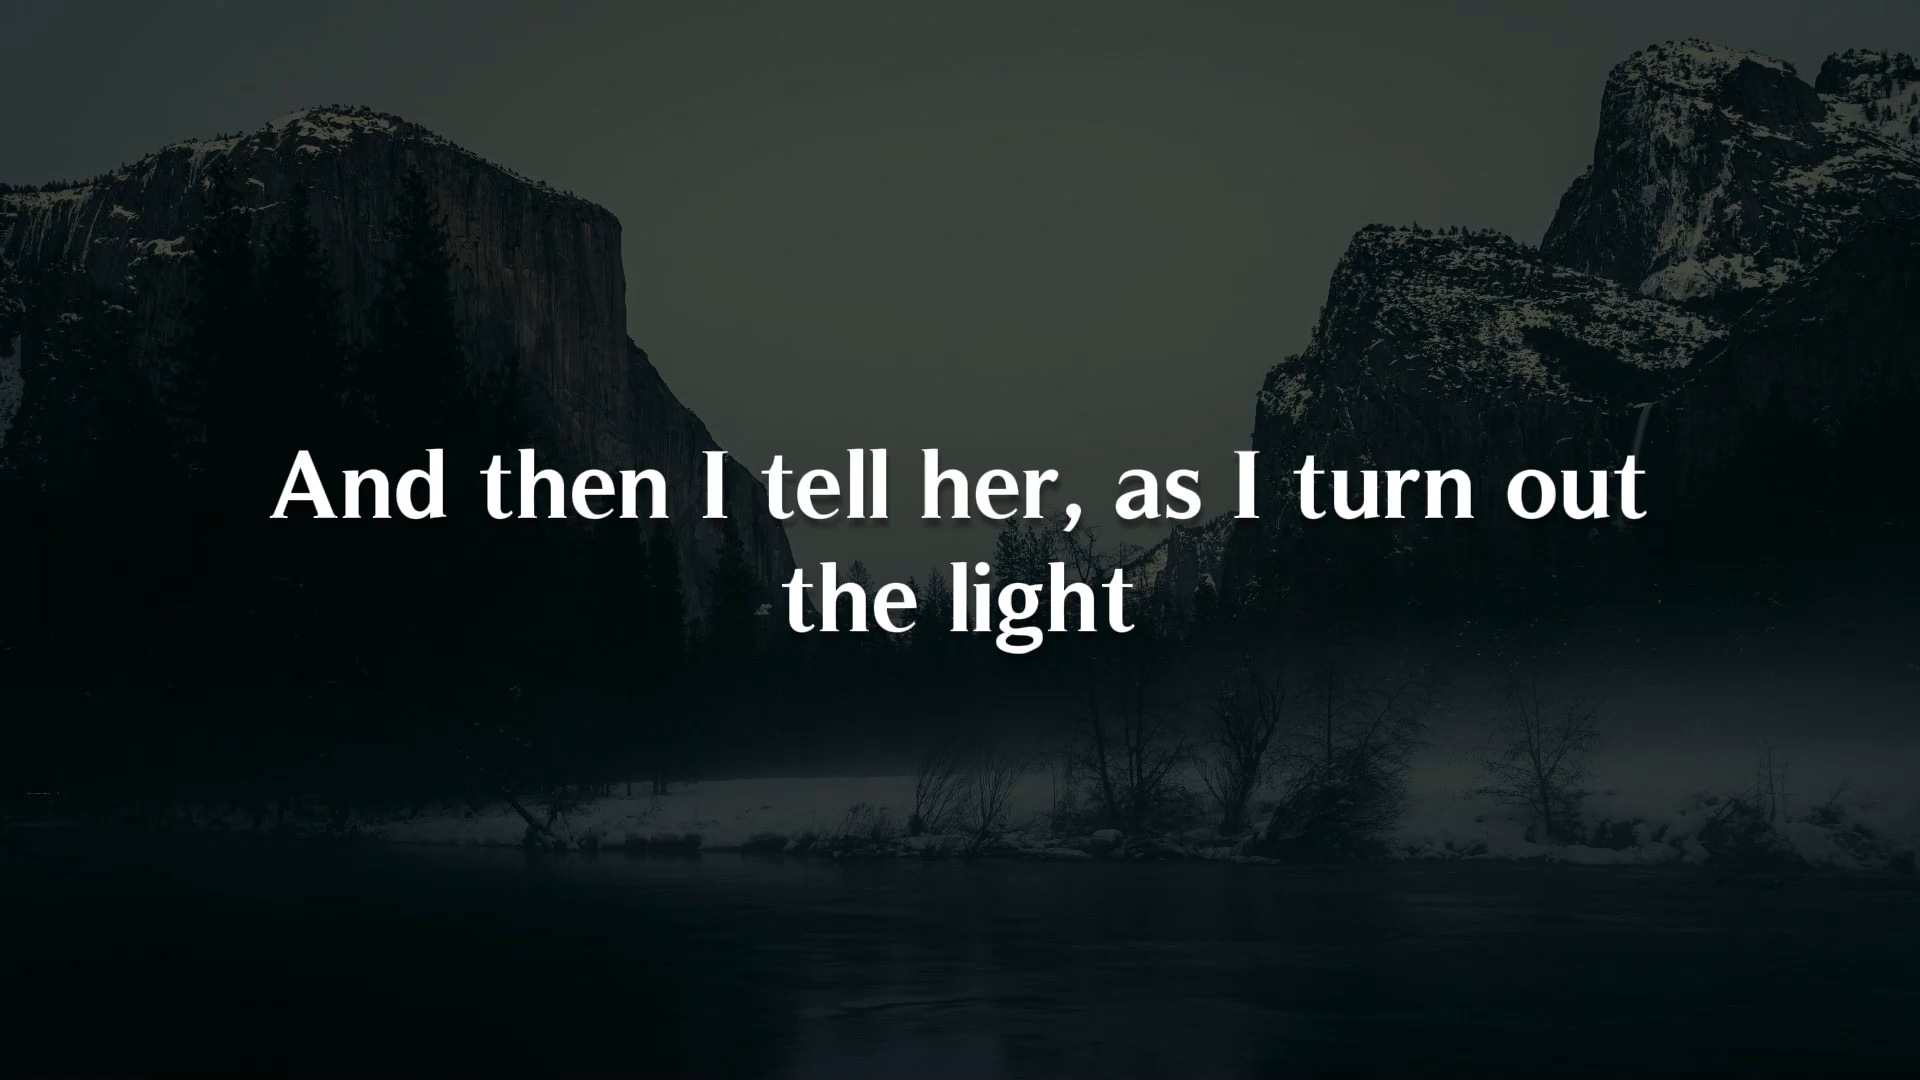 And then I tell her, as I turn out
the light